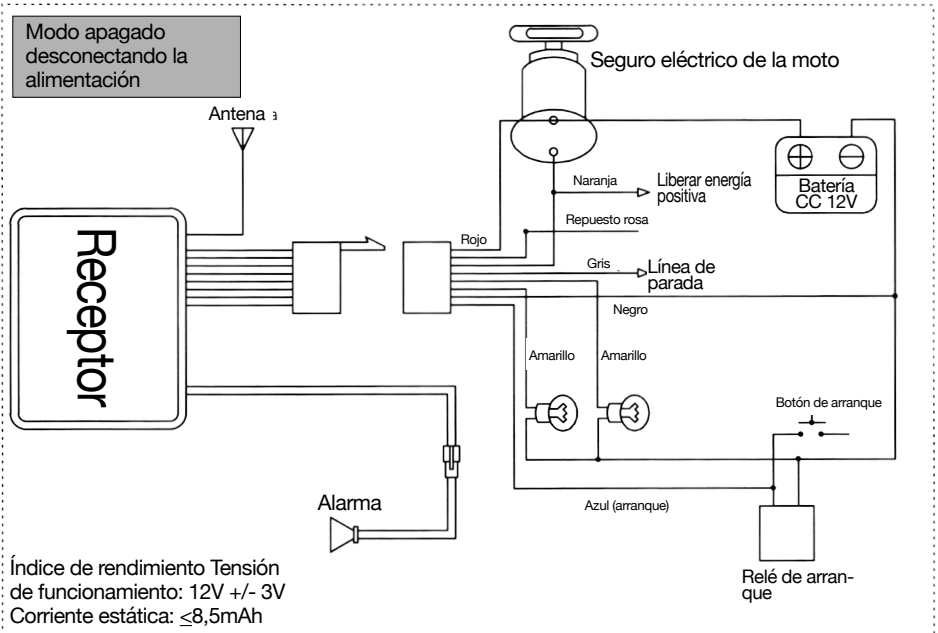 Modo apagado
desconectando la
alimentación
Antena
Seguro eléctrico de la moto
Batería
CC 12V
Naranja
Liberar energía
positiva
Repuesto rosa
Rojo
Gris
Línea de
parada
Negro
Receptor
Amarillo
Amarillo
Botón de arranque
Azul (arranque)
Alarma
Relé de arran-
que
Índice de rendimiento Tensión
de funcionamiento: 12V +/- 3V
Corriente estática: ≤8,5mAh